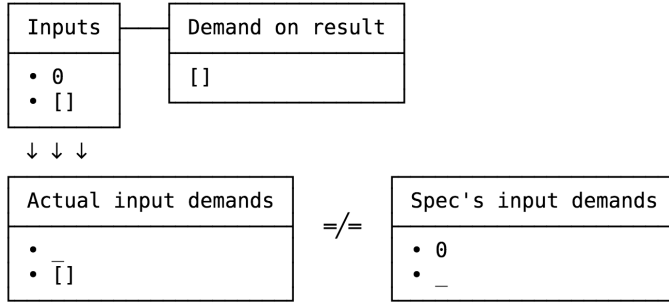 Inputs
Demand on result
• 0
• []
[]
↓ ↓ ↓
Actual input demands
=/=
Spec's input demands
• _
• []
• 0
• _